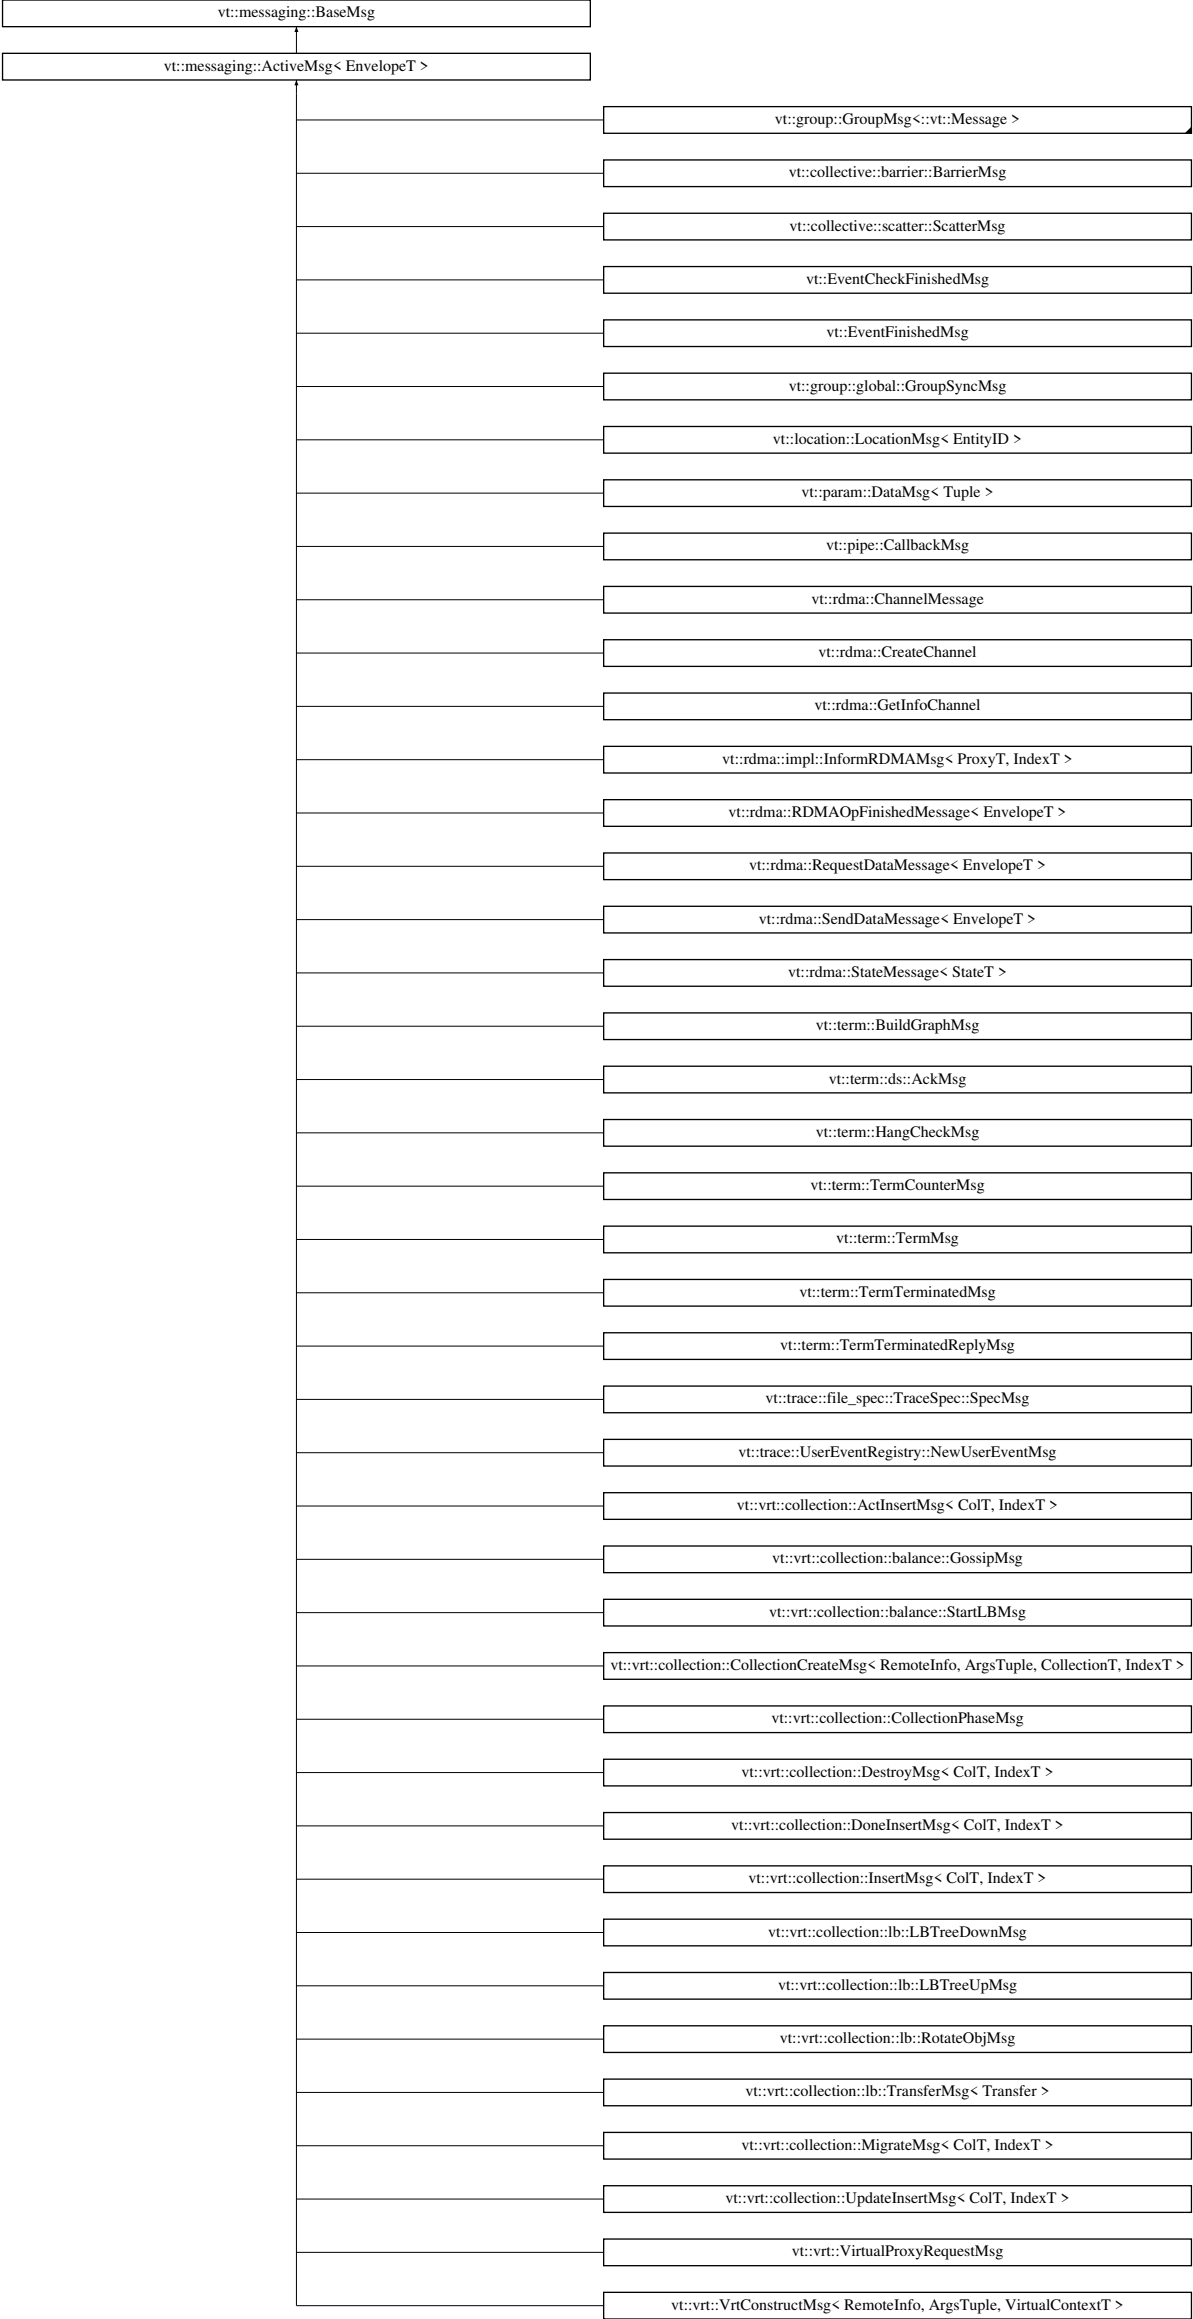 vt::messaging::BaseMsg
vt::messaging::ActiveMsg< EnvelopeT >
vt::group::GroupMsg<::vt::Message >
vt::collective::barrier::BarrierMsg
vt::collective::scatter::ScatterMsg
vt::EventCheckFinishedMsg
vt::EventFinishedMsg
vt::group::global::GroupSyncMsg
vt::location::LocationMsg< EntityID >
vt::param::DataMsg< Tuple >
vt::pipe::CallbackMsg
vt::rdma::ChannelMessage
vt::rdma::CreateChannel
vt::rdma::GetInfoChannel
vt::rdma::impl::InformRDMAMsg< ProxyT, IndexT >
vt::rdma::RDMAOpFinishedMessage< EnvelopeT >
vt::rdma::RequestDataMessage< EnvelopeT >
vt::rdma::SendDataMessage< EnvelopeT >
vt::rdma::StateMessage< StateT >
vt::term::BuildGraphMsg
vt::term::ds::AckMsg
vt::term::HangCheckMsg
vt::term::TermCounterMsg
vt::term::TermMsg
vt::term::TermTerminatedMsg
vt::term::TermTerminatedReplyMsg
vt::trace::file_spec::TraceSpec::SpecMsg
vt::trace::UserEventRegistry::NewUserEventMsg
vt::vrt::collection::ActInsertMsg< ColT, IndexT >
vt::vrt::collection::balance::GossipMsg
vt::vrt::collection::balance::StartLBMsg
vt::vrt::collection::CollectionCreateMsg< RemoteInfo, ArgsTuple, CollectionT, IndexT >
vt::vrt::collection::CollectionPhaseMsg
vt::vrt::collection::DestroyMsg< ColT, IndexT >
vt::vrt::collection::DoneInsertMsg< ColT, IndexT >
vt::vrt::collection::InsertMsg< ColT, IndexT >
vt::vrt::collection::lb::LBTreeDownMsg
vt::vrt::collection::lb::LBTreeUpMsg
vt::vrt::collection::lb::RotateObjMsg
vt::vrt::collection::lb::TransferMsg< Transfer >
vt::vrt::collection::MigrateMsg< ColT, IndexT >
vt::vrt::collection::UpdateInsertMsg< ColT, IndexT >
vt::vrt::VirtualProxyRequestMsg
vt::vrt::VrtConstructMsg< RemoteInfo, ArgsTuple, VirtualContextT >